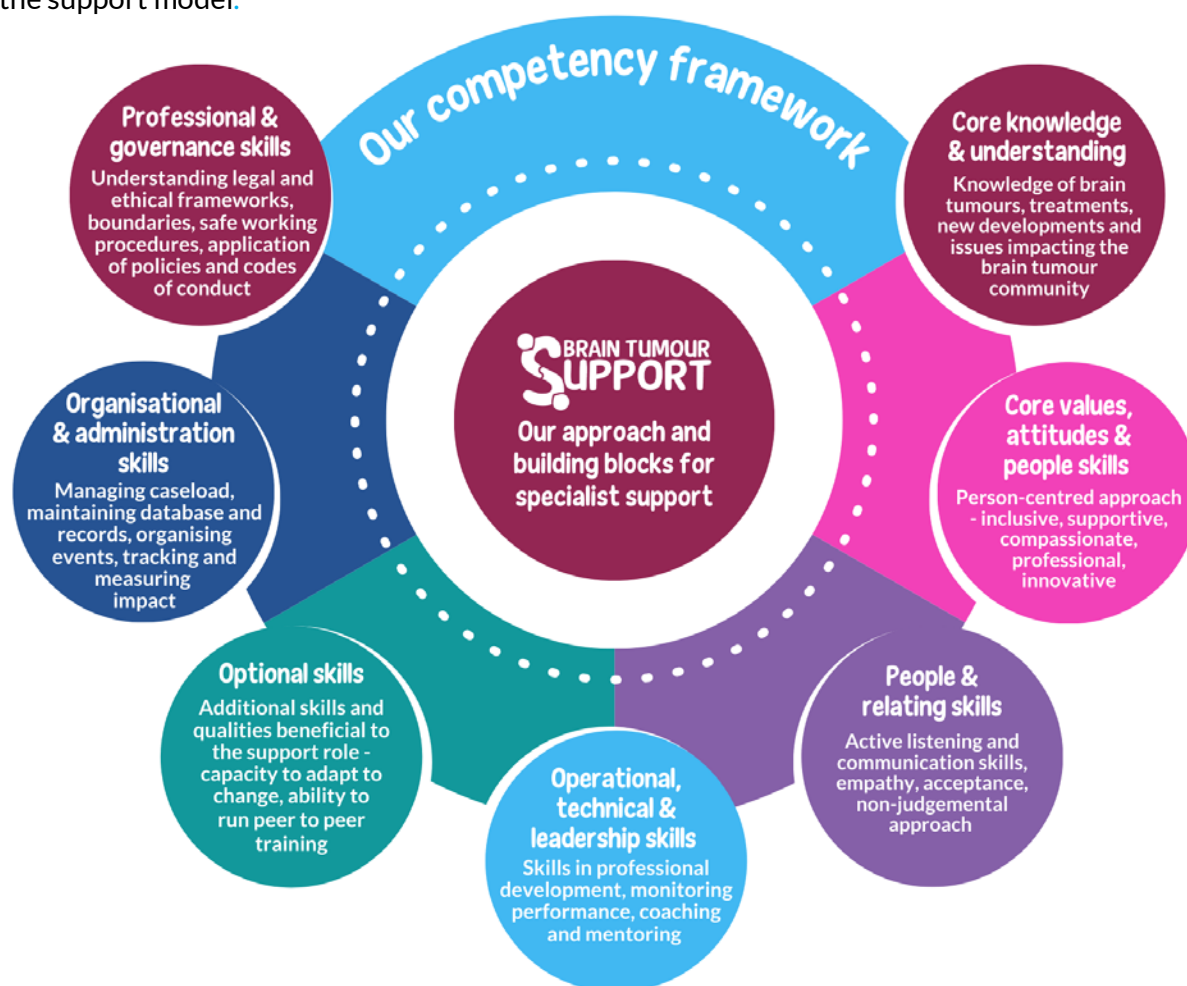 the support model.
Our competency framework
Professional &
governance skills
Understanding legal and
ethical frameworks,
boundaries, safe working
procedures, application
of policies and codes
of conduct
Core knowledge
& understanding
Knowledge of brain
tumours, treatments,
new developments and
issues impacting the
brain tumour
community
BRAIN TUMOUR
SUPPORT
Our approach and
building blocks for
specialist support
Organisational
& administration
skills
Managing caseload,
maintaining database and
records, organising
events, tracking and
measuring
impact
Core values,
attitudes &
people skills
Person-centred approach
- inclusive, supportive,
compassionate,
professional,
innovative
Optional skills
Additional skills and
qualities beneficial to
the support role -
capacity to adapt to
change, ability to
run peer to peer
training
People &
relating skills
Active listening and
communication skills,
empathy, acceptance,
non-judgemental
approach
Operational,
technical &
leadership skills
Skills in professional
development, monitoring
performance, coaching
and mentoring